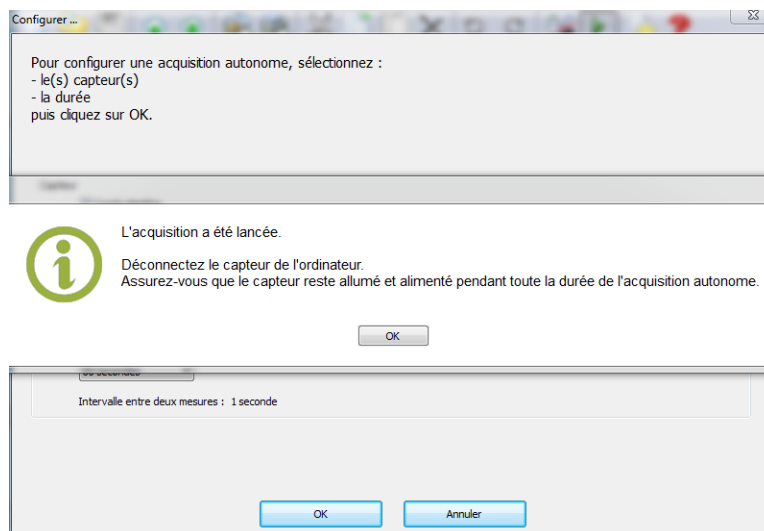 Configurer ...
Pour configurer une acquisition autonome, sélectionnez :
- le(s) capteur(s)
- la durée
puis cliquez sur OK.
Capteur
L'acquisition a été lancée.
Déconnectez le capteur de l'ordinateur.
Assurez-vous que le capteur reste allumé et alimenté pendant toute la durée de l'acquisition autonome.
OK
Intervalle entre deux mesures : 1 seconde
OK
Annuler